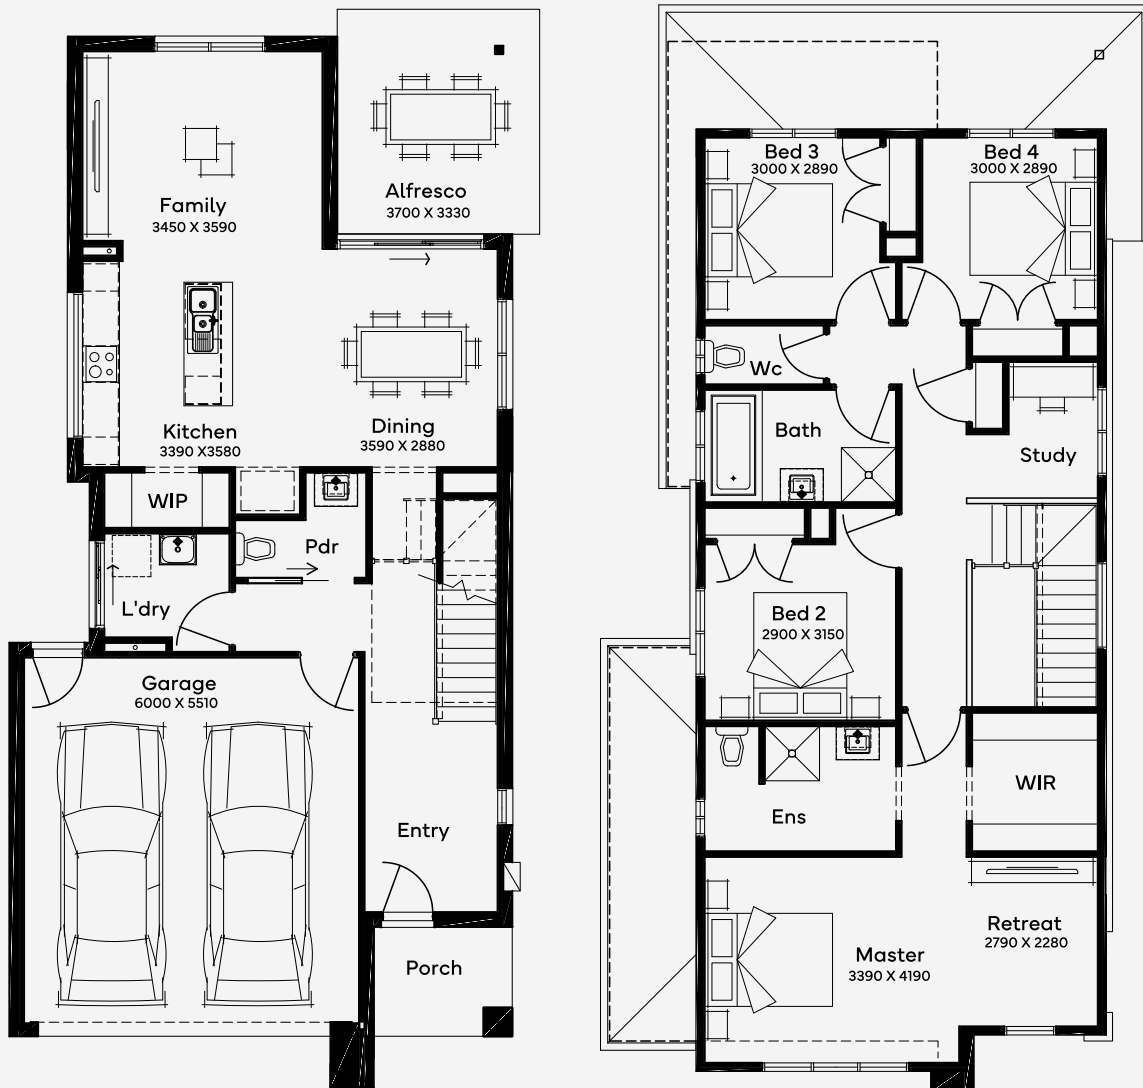 Family
3450 X 3590
Alfresco
3700 X 3330
Kitchen
3390 X3580
Dining
3590 X 2880
WIP
Pdr
L'dry
Garage
6000 X 5510
Entry
Porch
Bed 3
3000 X 2890
Bed 4
3000 X 2890
Wc
Bath
Study
Bed 2
2900 X 3150
Ens
WIR
Retreat
2790 X 2280
Master
3390 X 4190